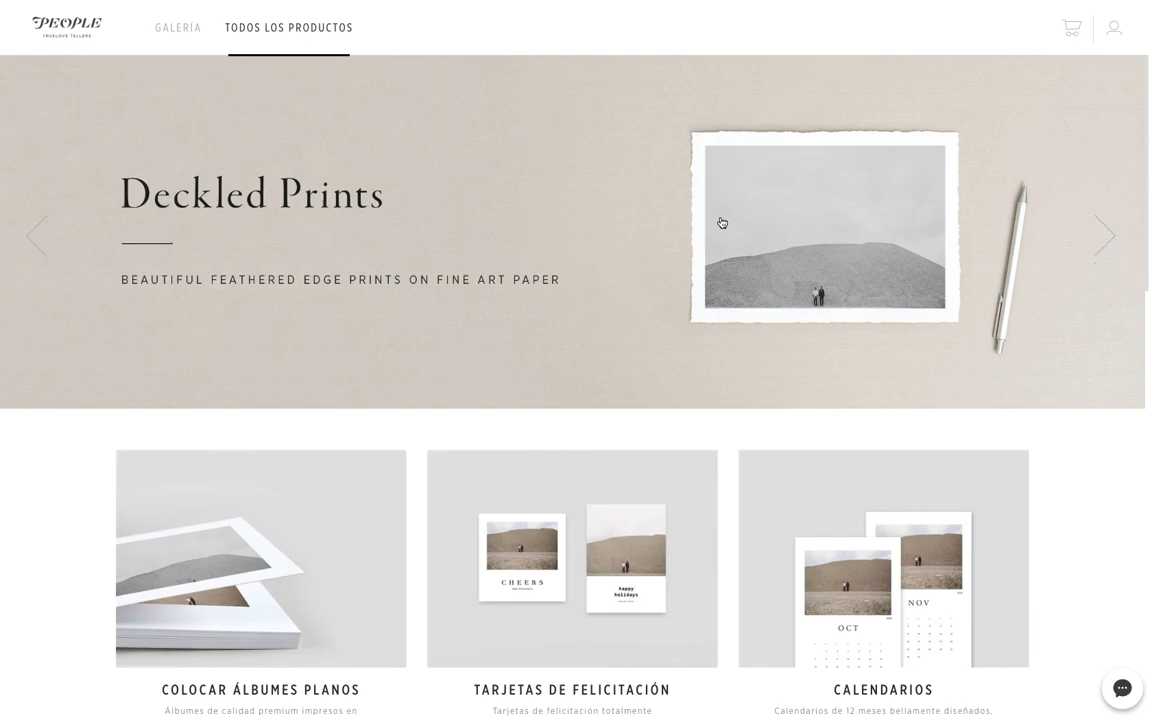 PEOPLE
TRUELOVE TELLERS
GALERÍA
TODOS LOS PRODUCTOS
Deckled Prints
BEAUTIFUL FEATHERED EDGE PRINTS ON FINE ART PAPER
CHEERS
happy
holidays
OCT
NOV
COLOCAR ÁLBUMES PLANOS
TARJETAS DE FELICITACIÓN
CALENDARIOS
Álbumes de calidad premium impresos en
Tarjetas de felicitación totalmente
Calendarios de 12 meses bellamente diseñados,